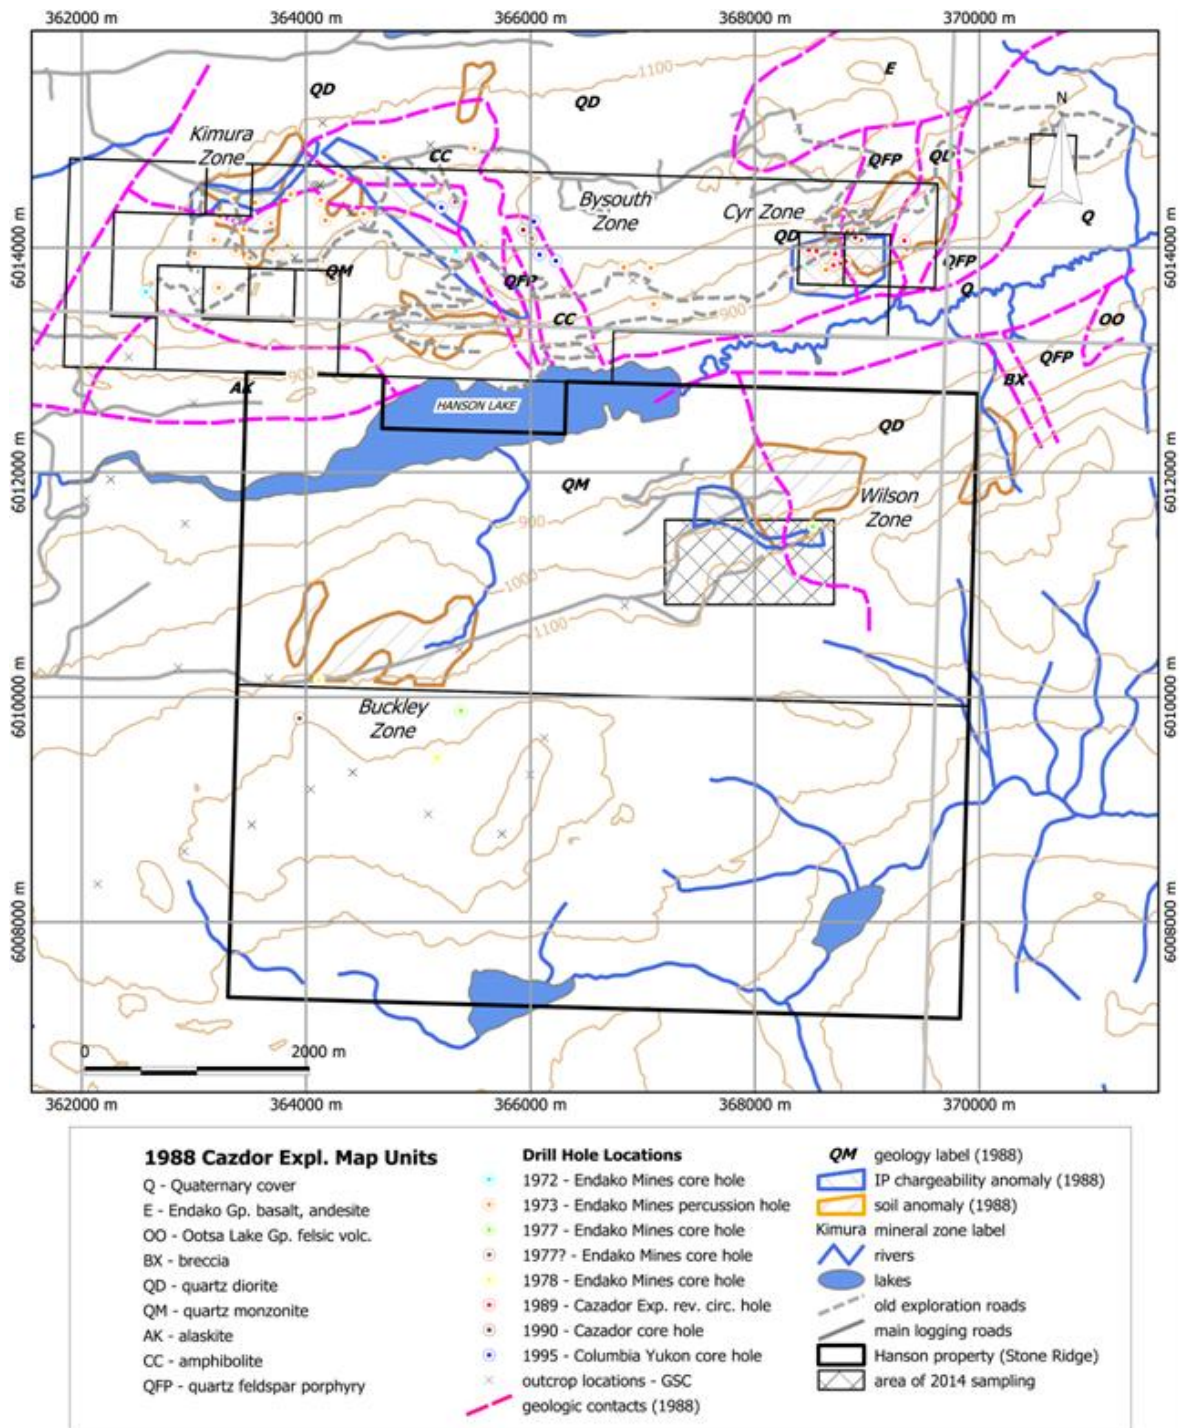 362000 m
364000 m
366000 m
368000 m
370000 m
1100
E
QD
QD
N
Kimura
Zone
CC
QFP
QD
Bysouth
Zone
Cyr Zone
Q
6014000 m
QD
6014000 m
QM
QFP
QFP
Q
900
CC
OO
QFP
900
AK
BX
HANSON LAKE
QD
6012000 m
QM
Wilson
Zone
6012000 m
900
1000
1100
6010000 m
Buckley
Zone
6010000 m
6008000 m
6008000 m
0
2000 m
362000 m
364000 m
366000 m
368000 m
370000 m
1988 Cazdor Expl. Map Units
Q - Quaternary cover
E - Endako Gp. basalt, andesite
OO - Ootsa Lake Gp. felsic volc.
BX - breccia
QD - quartz diorite
QM - quartz monzonite
AK - alaskite
CC - amphibolite
QFP - quartz feldspar porphyry
Drill Hole Locations
1972 - Endako Mines core hole
1973 - Endako Mines percussion hole
1977 - Endako Mines core hole
1977? - Endako Mines core hole
1978 - Endako Mines core hole
1989 - Cazador Exp. rev. circ. hole
1990 - Cazador core hole
1995 - Columbia Yukon core hole
outcrop locations - GSC
geologic contacts (1988)
QM geology label (1988)
IP chargeability anomaly (1988)
soil anomaly (1988)
Kimura mineral zone label
rivers
lakes
old exploration roads
main logging roads
Hanson property (Stone Ridge)
area of 2014 sampling